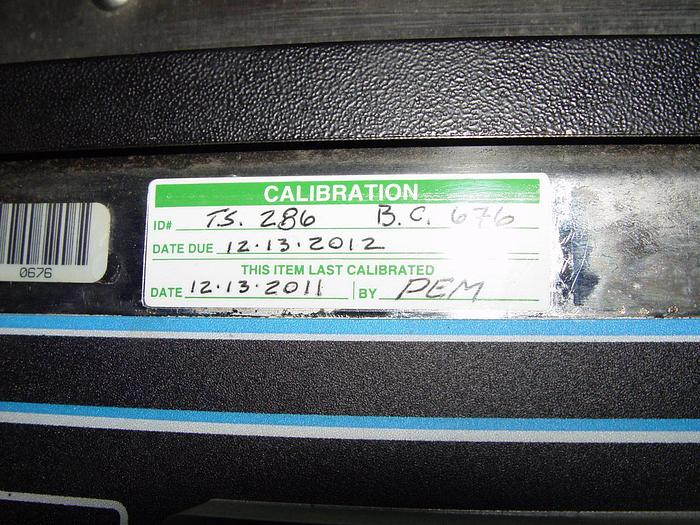 CALIBRATION
ID# T.S. 286 B.C. 676
DATE DUE 12.13.2012
THIS ITEM LAST CALIBRATED
DATE 12.13.2011 BY PEM
0676